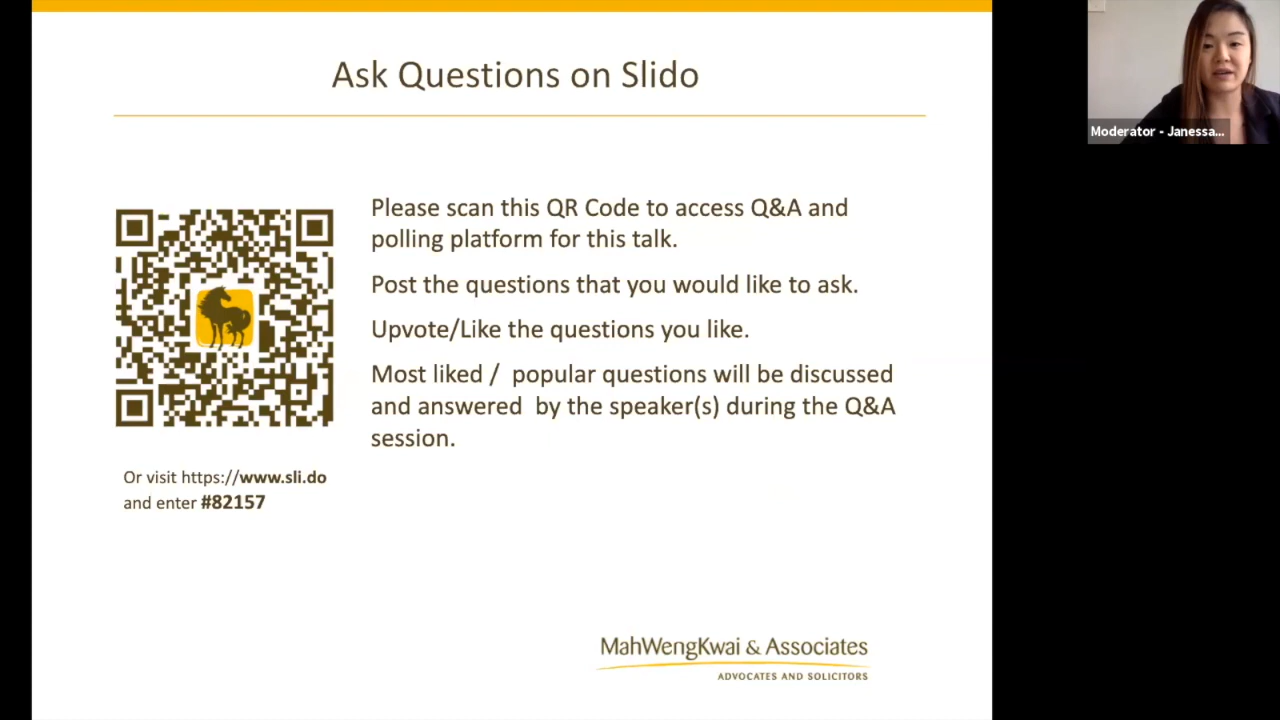 Ask Questions on Slido
Moderator - Janessa...
Please scan this QR Code to access Q&A and
polling platform for this talk.
Post the questions that you would like to ask.
Upvote/Like the questions you like.
Most liked /  popular questions will be discussed
and answered  by the speaker(s) during the Q&A
session.
Or visit https://www.sli.do
and enter #82157
MahWengKwai & Associates
ADVOCATES AND SOLICITORS